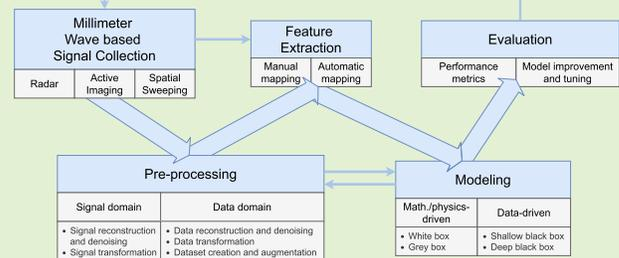 Millimeter
Wave based
Signal Collection
Radar
Active
Imaging
Spatial
Sweeping
Feature
Extraction
Manual
mapping
Automatic
mapping
Evaluation
Performance
metrics
Model improvement
and tuning
Pre-processing
Signal domain
Data domain
• Signal reconstruction
and denoising
• Signal transformation
• Data reconstruction and denoising
• Data transformation
• Dataset creation and augmentation
Modeling
Math./physics-
driven
Data-driven
• White box
• Grey box
• Shallow black box
• Deep black box